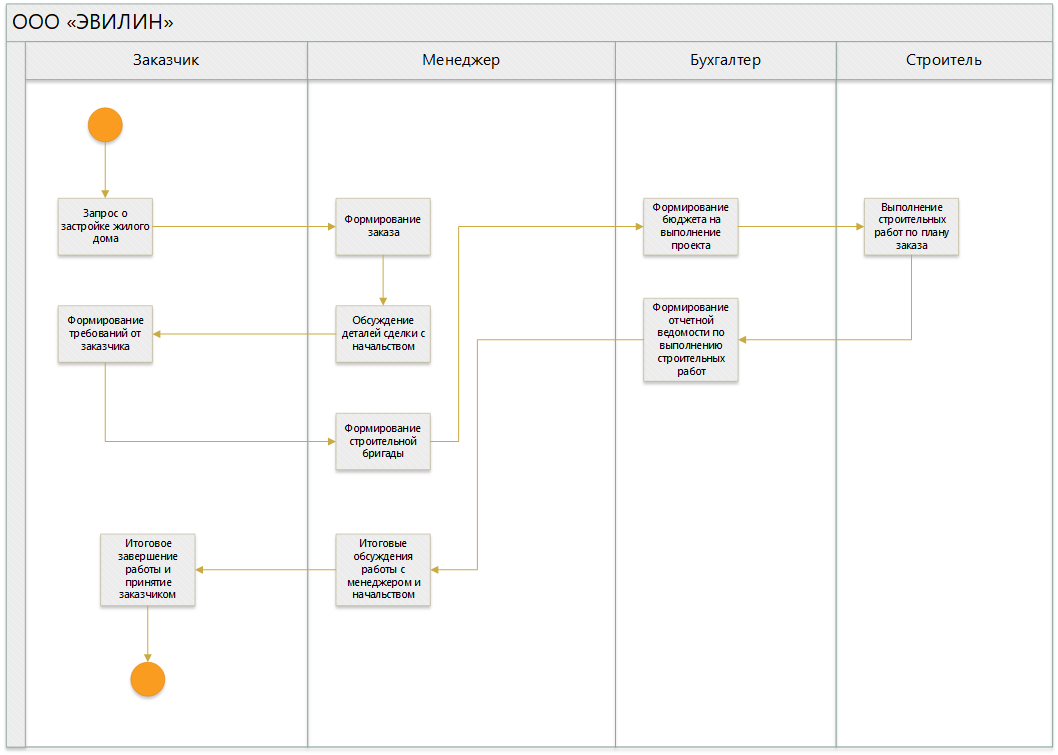 ООО «ЭВИЛИН»
Заказчик
Менеджер
Бухгалтер
Строитель
Запрос о
застройке жилого
дома
Формирование
заказа
Формирование
бюджета на
выполнение
проекта
Выполнение
строительных
работ по плану
заказа
Формирование
требований от
заказчика
Обсуждение
деталей сделки с
начальством
Формирование
отчетной
ведомости по
выполнению
строительных
работ
Формирование
строительной
бригады
Итоговое
завершение
работы и
принятие
заказчиком
Итоговые
обсуждения
работы с
менеджером и
начальством